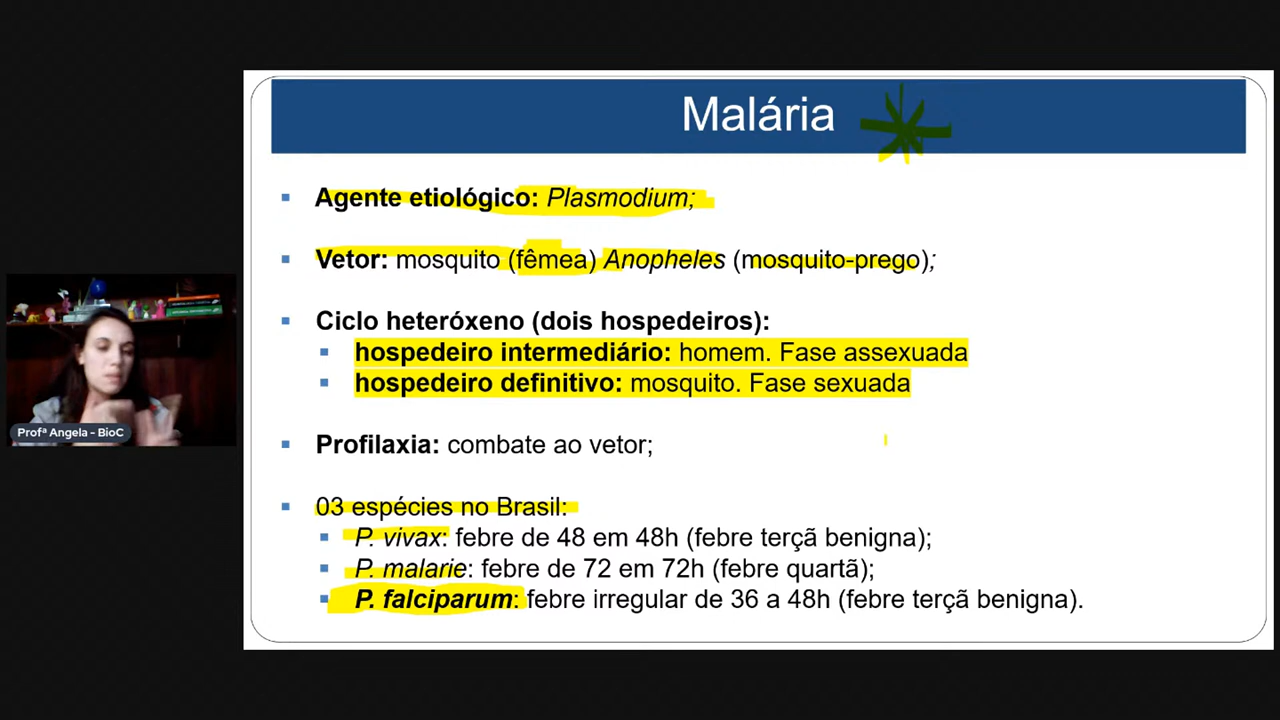 Malária
Agente etiológico: Plasmodium;
Vetor: mosquito (fêmea) Anopheles (mosquito-prego);
Ciclo heteróxeno (dois hospedeiros):
hospedeiro intermediário: homem. Fase assexuada
hospedeiro definitivo: mosquito. Fase sexuada
Profª Angela - BioC
Profilaxia: combate ao vetor;
03 espécies no Brasil:
P. vivax: febre de 48 em 48h (febre terçã benigna);
P. malarie: febre de 72 em 72h (febre quartã);
P. falciparum: febre irregular de 36 a 48h (febre terçã benigna).